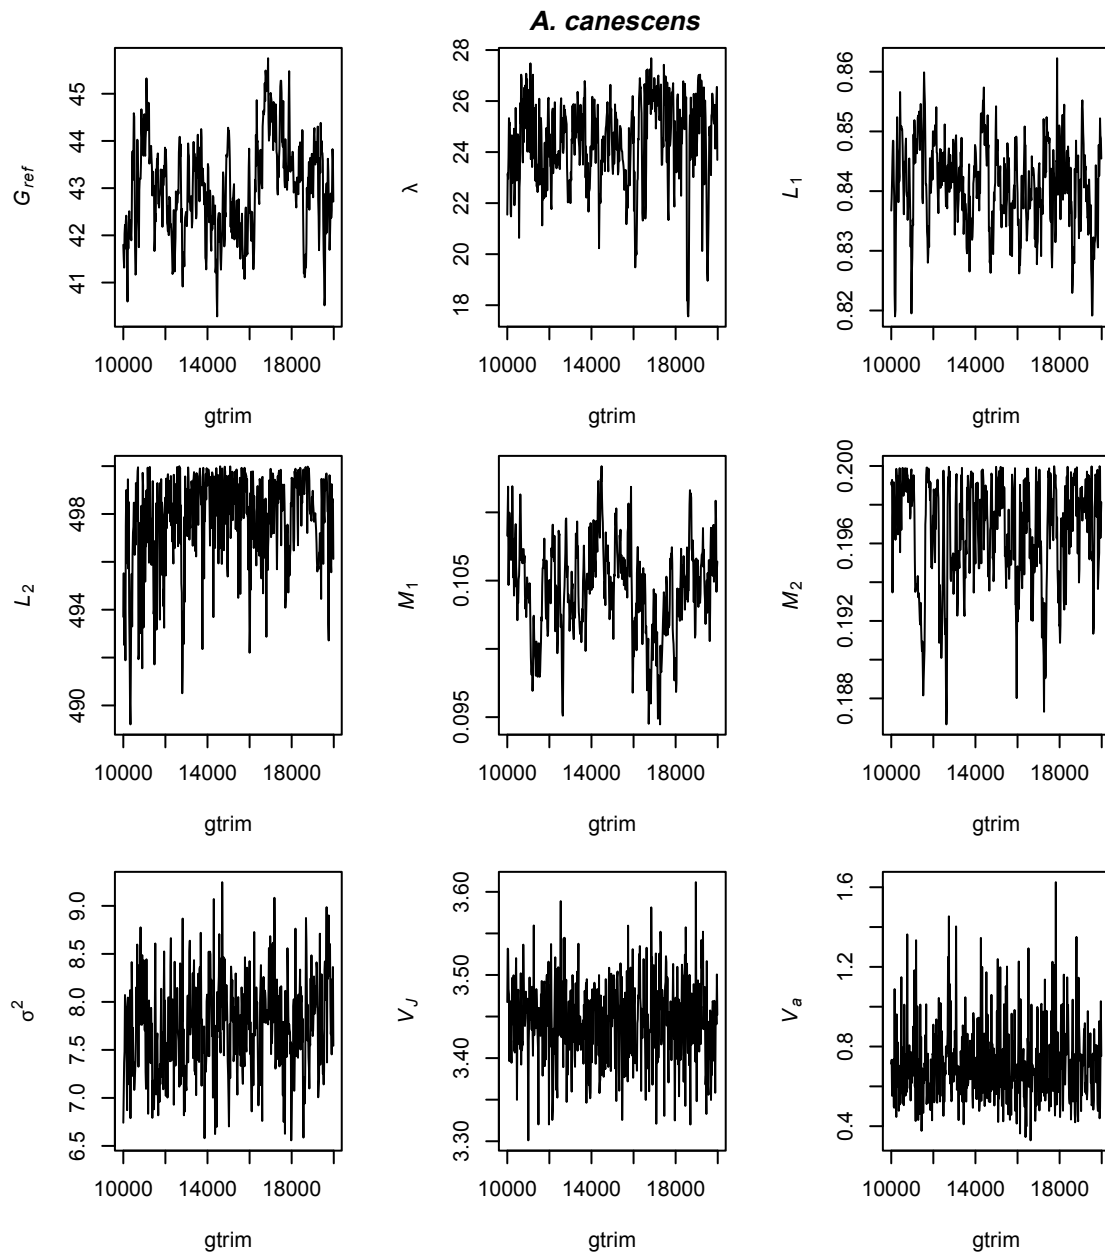 A. canescens
G_ref
45
44
43
42
41
10000 14000 18000
gtrim
λ
28
26
24
22
20
18
10000 14000 18000
gtrim
L_1
0.86
0.85
0.84
0.83
0.82
10000 14000 18000
gtrim
L_2
498
494
490
10000 14000 18000
gtrim
M_1
0.105
0.095
10000 14000 18000
gtrim
M_2
0.200
0.196
0.192
0.188
10000 14000 18000
gtrim
σ²
9.0
8.5
8.0
7.5
7.0
6.5
10000 14000 18000
gtrim
V_J
3.60
3.50
3.40
3.30
10000 14000 18000
gtrim
V_a
1.6
1.2
0.8
0.4
10000 14000 18000
gtrim